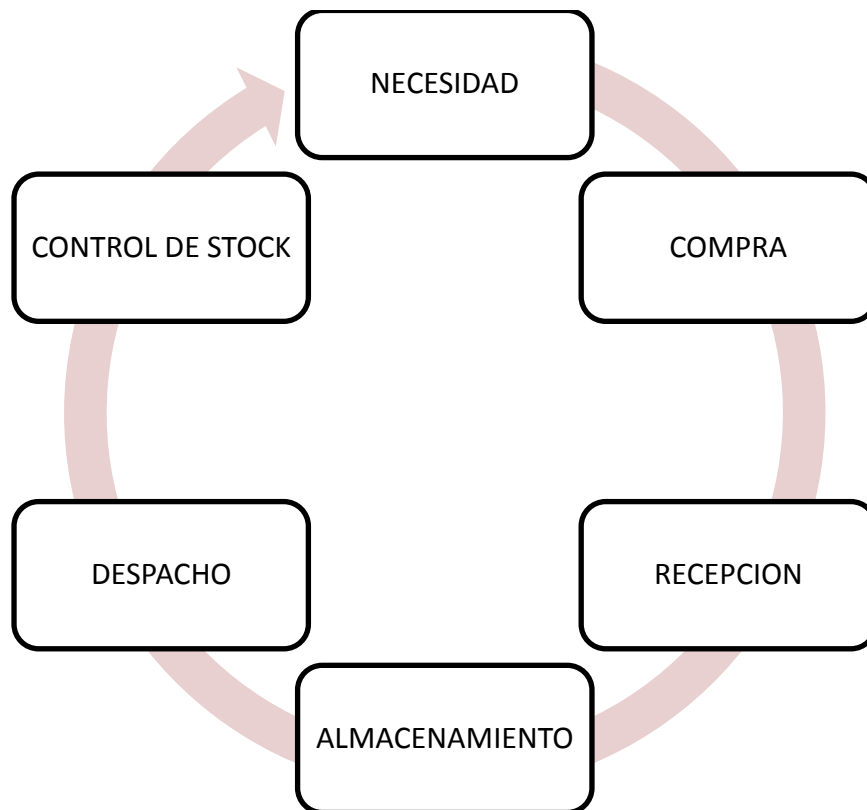 NECESIDAD
COMPRA
RECEPCION
ALMACENAMIENTO
DESPACHO
CONTROL DE STOCK